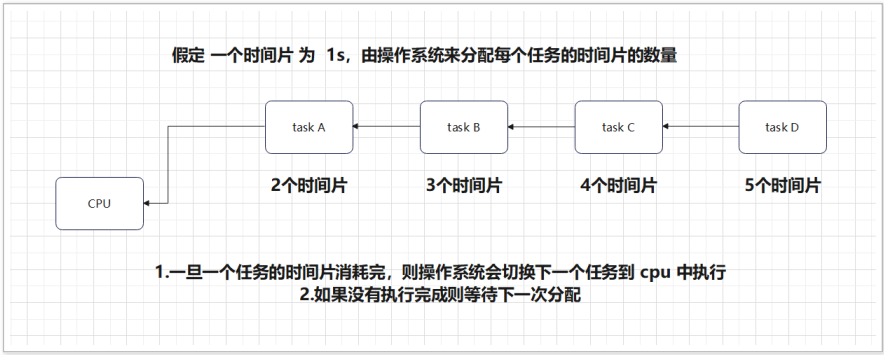 假定 一个时间片 为 1s，由操作系统来分配每个任务的时间片的数量
task A
task B
task C
task D
2个时间片
3个时间片
4个时间片
5个时间片
CPU
1.一旦一个任务的时间片消耗完，则操作系统会切换下一个任务到 cpu 中执行
2.如果没有执行完成则等待下一次分配